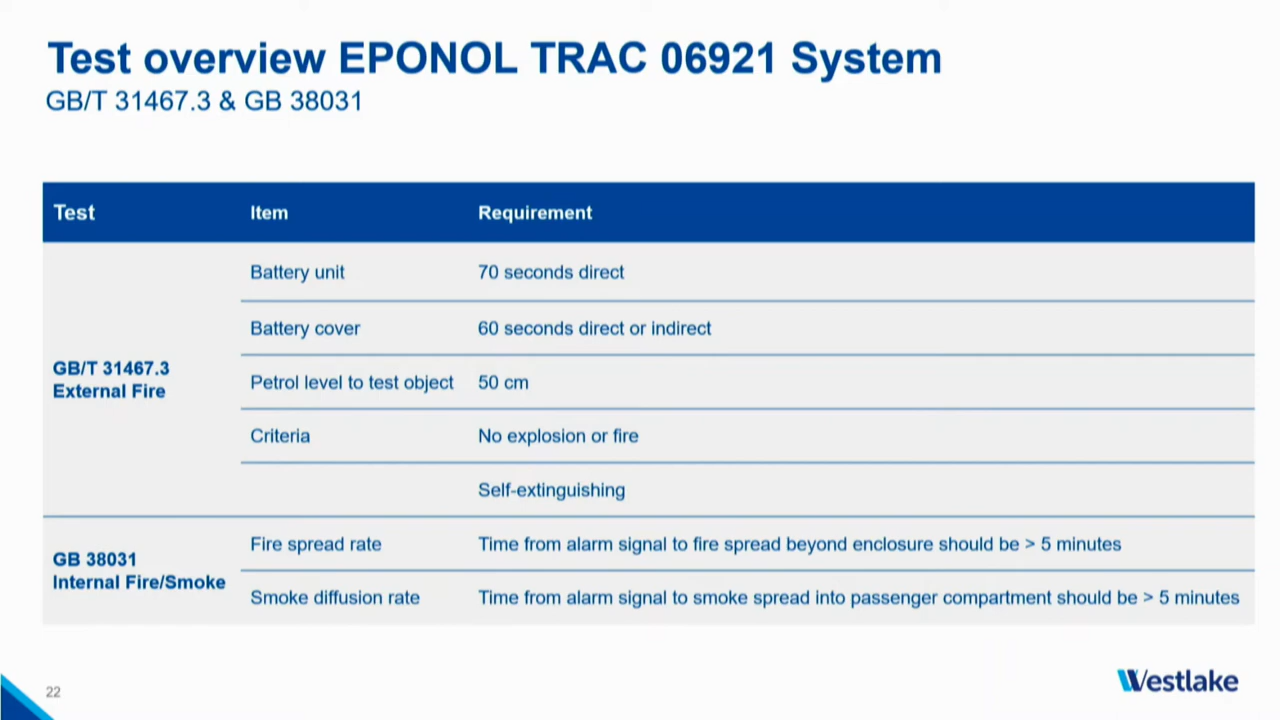 Test overview EPONOL TRAC 06921 System
GB/T 31467.3 & GB 38031
Test Item Requirement
GB/T 31467.3
External Fire
Battery unit 70 seconds direct
Battery cover 60 seconds direct or indirect
Petrol level to test object 50 cm
Criteria No explosion or fire
Self-extinguishing
GB 38031
Internal Fire/Smoke
Fire spread rate Time from alarm signal to fire spread beyond enclosure should be > 5 minutes
Smoke diffusion rate Time from alarm signal to smoke spread into passenger compartment should be > 5 minutes
22
Westlake